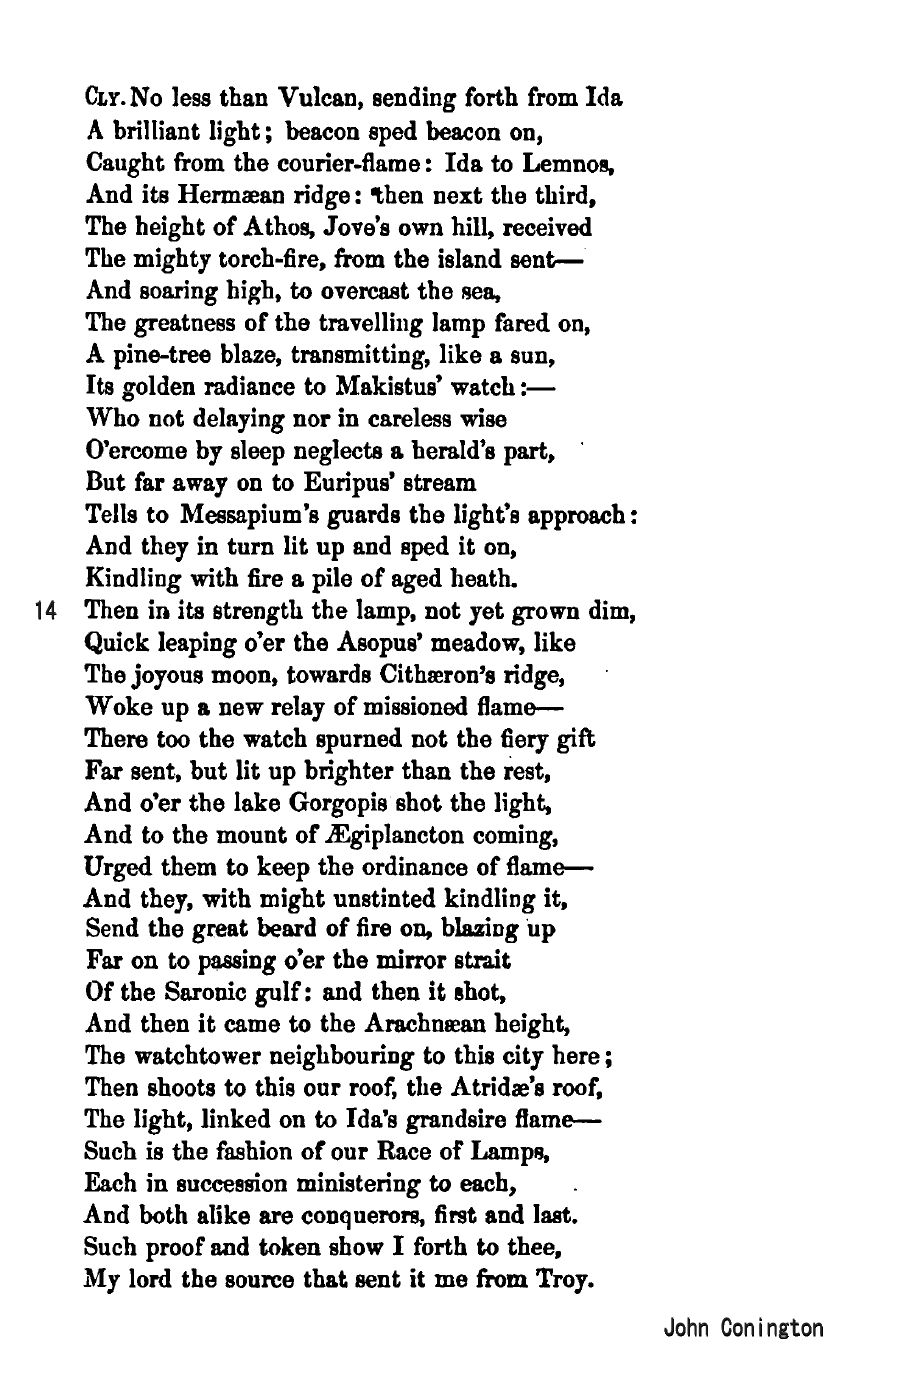 CLY. No less than Vulcan, sending forth from Ida
A brilliant light; beacon sped beacon on,
Caught from the courier-flame: Ida to Lemnos,
And its Hermæan ridge: then next the third,
The height of Athos, Jove's own hill, received
The mighty torch-fire, from the island sent—
And soaring high, to overcast the sea,
The greatness of the travelling lamp fared on,
A pine-tree blaze, transmitting, like a sun,
Its golden radiance to Makistus' watch:—
Who not delaying nor in careless wise
O'ercome by sleep neglects a herald's part,
But far away on to Euripus' stream
Tells to Messapium's guards the light's approach:
And they in turn lit up and sped it on,
Kindling with fire a pile of aged heath.
14 Then in its strength the lamp, not yet grown dim,
Quick leaping o'er the Asopus' meadow, like
The joyous moon, towards Cithæron's ridge,
Woke up a new relay of missioned flame—
There too the watch spurned not the fiery gift
Far sent, but lit up brighter than the rest,
And o'er the lake Gorgopis shot the light,
And to the mount of Ægiplancton coming,
Urged them to keep the ordinance of flame—
And they, with might unstinted kindling it,
Send the great beard of fire on, blazing up
Far on to passing o'er the mirror strait
Of the Saronic gulf: and then it shot,
And then it came to the Arachnæan height,
The watchtower neighbouring to this city here;
Then shoots to this our roof, the Atridæ's roof,
The light, linked on to Ida's grandsire flame—
Such is the fashion of our Race of Lamps,
Each in succession ministering to each,
And both alike are conquerors, first and last.
Such proof and token show I forth to thee,
My lord the source that sent it me from Troy.
John Conington